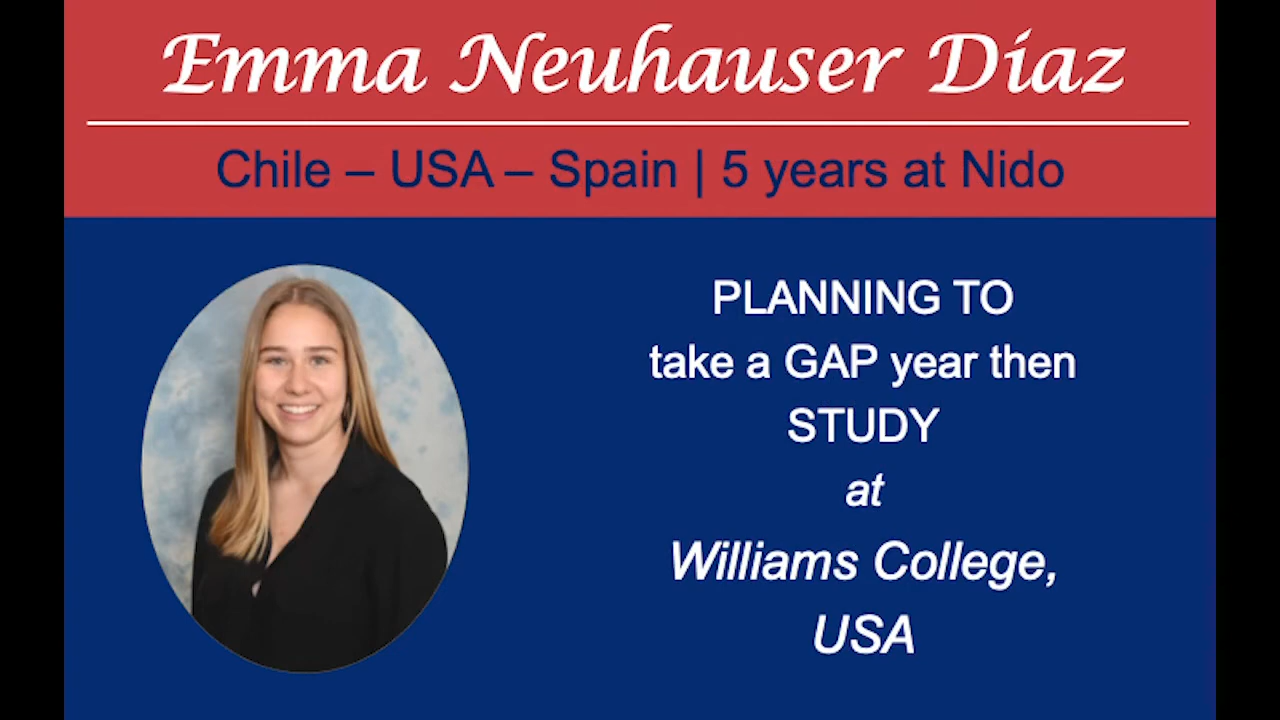 Emma Neuhauser Díaz
Chile – USA – Spain | 5 years at Nido
PLANNING TO
take a GAP year then
STUDY
at
Williams College,
USA